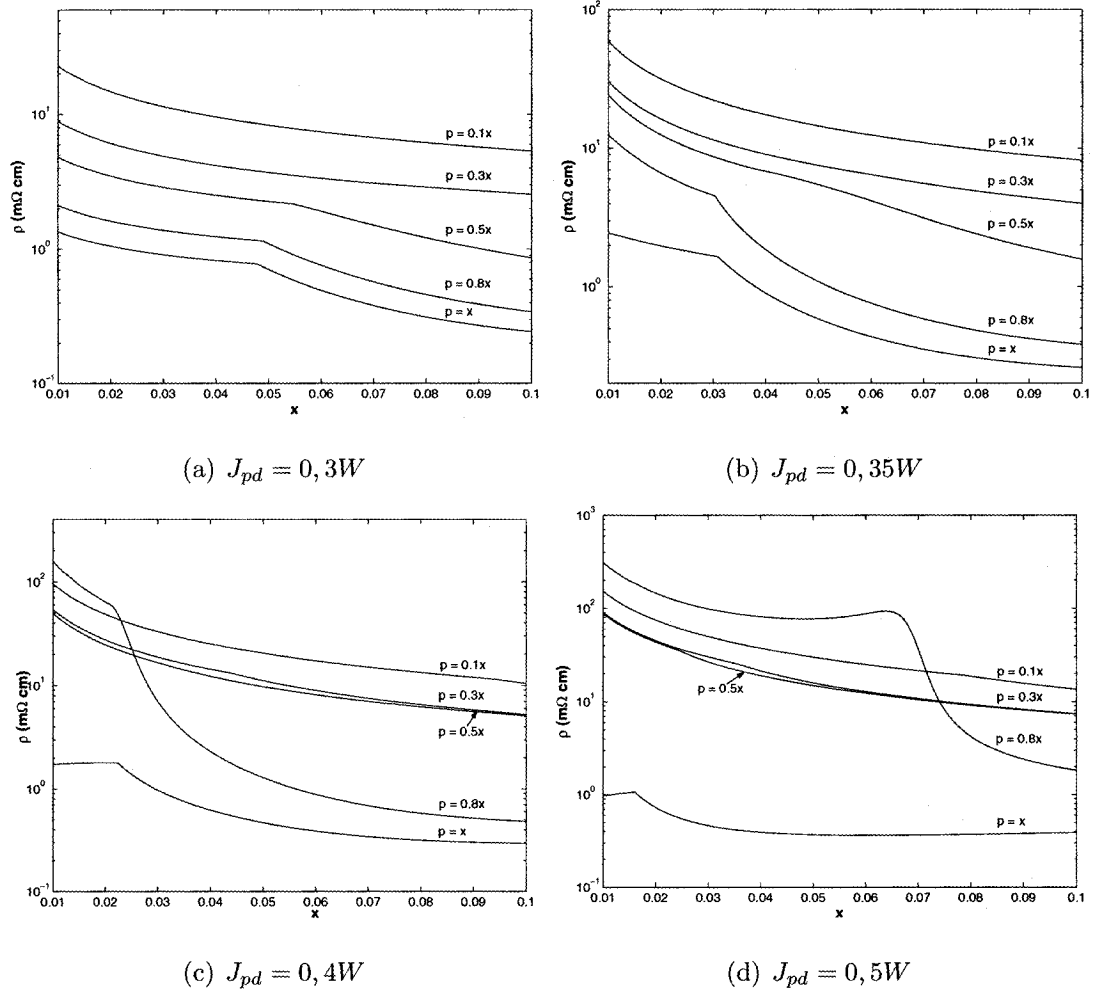 10²
10¹
10⁰
10⁻¹
ρ (mΩ cm)
p = 0.1x
p = 0.3x
p = 0.5x
p = 0.8x
p = x
0.01 0.02 0.03 0.04 0.05 0.06 0.07 0.08 0.09 0.1
x
(a) J_pd = 0,3W
10¹
10⁰
ρ (mΩ cm)
p = 0.1x
p = 0.3x
p = 0.5x
p = 0.8x
p = x
0.01 0.02 0.03 0.04 0.05 0.06 0.07 0.08 0.09 0.1
x
(b) J_pd = 0,35W
10²
10¹
10⁰
10⁻¹
ρ (mΩ cm)
p = 0.1x
p = 0.3x
p = 0.5x
p = 0.8x
p = x
0.01 0.02 0.03 0.04 0.05 0.06 0.07 0.08 0.09 0.1
x
(c) J_pd = 0,4W
10³
10²
10¹
10⁰
10⁻¹
ρ (mΩ cm)
p = 0.5x
p = 0.1x
p = 0.3x
p = 0.8x
p = x
0.01 0.02 0.03 0.04 0.05 0.06 0.07 0.08 0.09 0.1
x
(d) J_pd = 0,5W